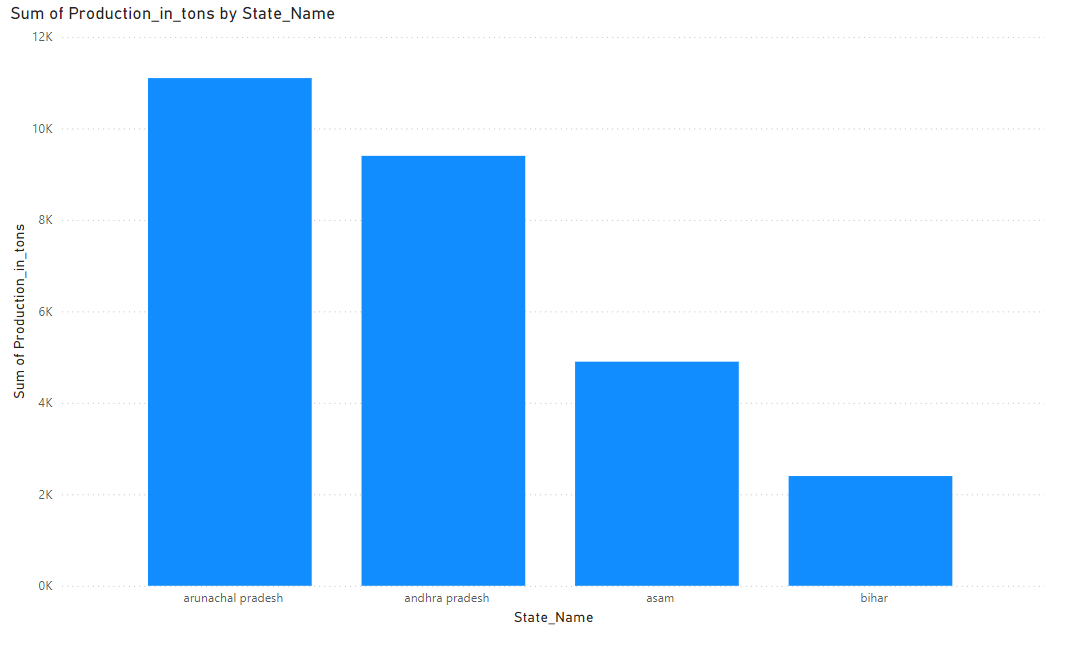 Sum of Production_in_tons by State_Name
12K
10K
8K
6K
4K
2K
0K
Sum of Production_in_tons
arunachal pradesh
andhra pradesh
asam
bihar
State_Name